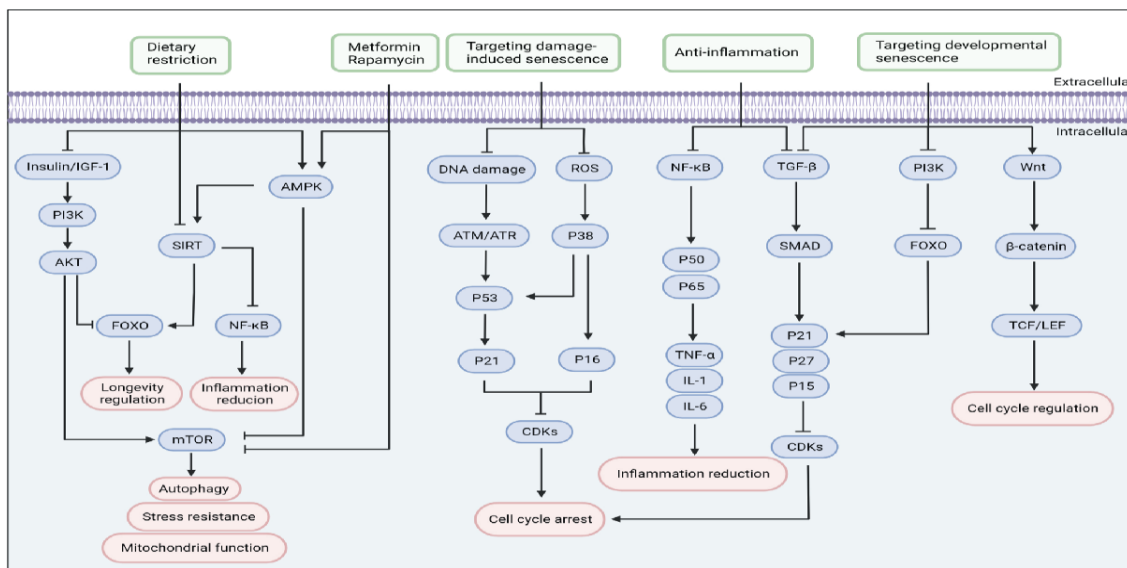 Dietary
restriction
Metformin
Rapamycin
Targeting damage-
induced senescence
Anti-inflammation
Targeting developmental
senescence
Extracellular
Intracellular
Insulin/IGF-1
AMPK
PI3K
SIRT
AKT
FOXO
NF-κB
Longevity
regulation
Inflammation
reducion
mTOR
Autophagy
Stress resistance
Mitochondrial function
DNA damage
ROS
ATM/ATR
P38
P53
P21
P16
CDKs
Cell cycle arrest
NF-κB
P50
P65
TNF-α
IL-1
IL-6
Inflammation reduction
TGF-β
SMAD
P21
P27
P15
CDKs
PI3K
FOXO
Wnt
β-catenin
TCF/LEF
Cell cycle regulation